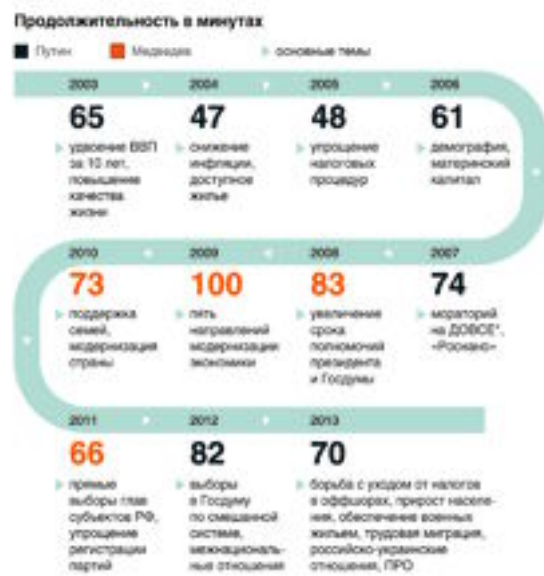 Продолжительность в минутах
Путин
Медведев
основные темы
2003
65
удвоение ВВП
за 10 лет,
повышение
качества
жизни
2004
47
снижение
инфляции,
доступное
жилье
2005
48
упрощение
налоговых
процедур
2006
61
демография,
материнский
капитал
2010
73
поддержка
семей,
модернизация
страны
2009
100
пять
направлений
модернизации
экономики
2008
83
увеличение
срока
полномочий
президента
и Госдумы
2007
74
мораторий
на ДОВСЕ*,
«Роснано»
2011
66
прямые
выборы глав
субъектов РФ,
упрощение
регистрации
партий
2012
82
выборы
в Госдуму
по смешанной
системе,
межнациональ-
ные отношения
2013
70
борьба с уходом от налогов
в оффшорах, прирост населе-
ния, обеспечение военных
жильем, трудовая миграция,
российско-украинские
отношения, ПРО